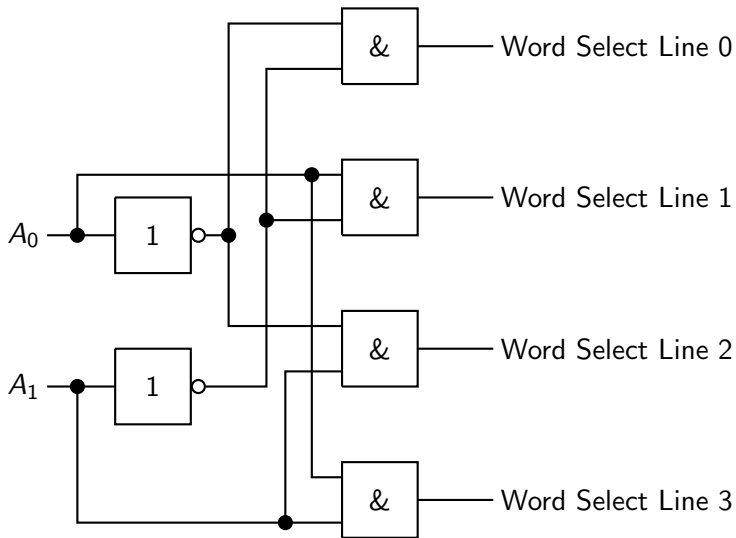 & Word Select Line 0
& Word Select Line 1
A₀ 1
& Word Select Line 2
A₁ 1
& Word Select Line 3